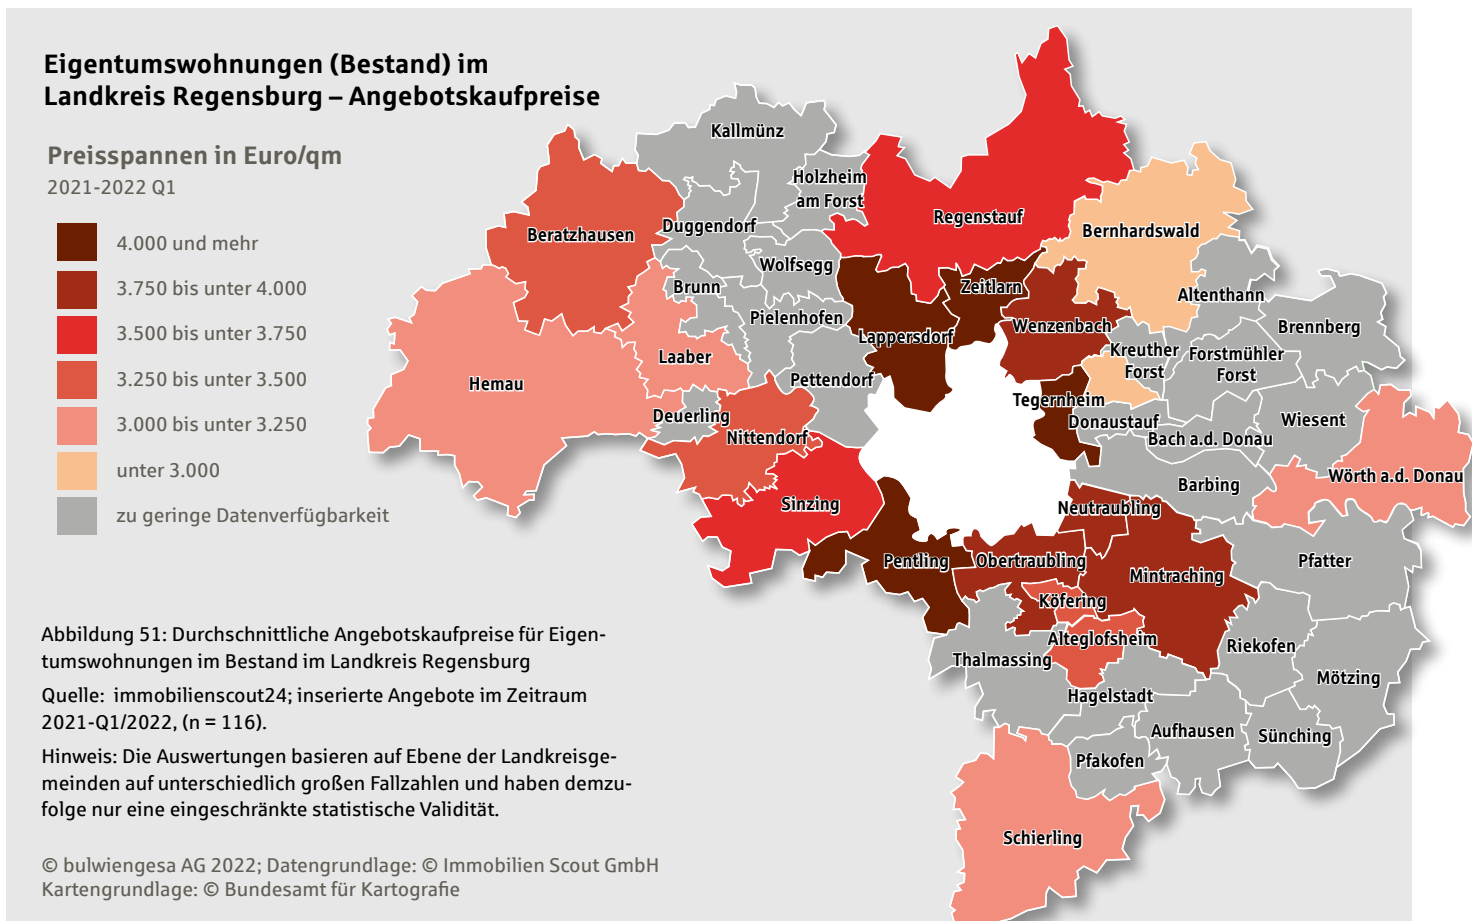 Eigentumswohnungen (Bestand) im
Landkreis Regensburg – Angebotskaufpreise
Preisspannen in Euro/qm
2021-2022 Q1
4.000 und mehr
3.750 bis unter 4.000
3.500 bis unter 3.750
3.250 bis unter 3.500
3.000 bis unter 3.250
unter 3.000
zu geringe Datenverfügbarkeit
Kallmünz
Holzheim
am Forst
Regenstauf
Duggendorf
Beratzhausen
Bernhardswald
Wolfsegg
Brunn
Zeitlarn
Altenthann
Pielenhofen
Wenzenbach
Brennberg
Lappersdorf
Laaber
Kreuther
Forst
Forstmühler
Forst
Hemau
Pettendorf
Tegernheim
Deuerling
Donaustauf
Wiesent
Nittendorf
Bach a.d. Donau
Wörth a.d. Donau
Barbing
Sinzing
Neutraubling
Pentling
Obertraubling
Mintraching
Pfatter
Köfering
Alteglofsheim
Riekofen
Thalmassing
Mötzing
Hagelstadt
Aufhausen
Sünching
Pfakofen
Schierling
Abbildung 51: Durchschnittliche Angebotskaufpreise für Eigen-
tumswohnungen im Bestand im Landkreis Regensburg
Quelle: immobilienscout24; inserierte Angebote im Zeitraum
2021-Q1/2022, (n = 116).
Hinweis: Die Auswertungen basieren auf Ebene der Landkreisge-
meinden auf unterschiedlich großen Fallzahlen und haben demzu-
folge nur eine eingeschränkte statistische Validität.
© bulwiengesa AG 2022; Datengrundlage: © Immobilien Scout GmbH
Kartengrundlage: © Bundesamt für Kartografie